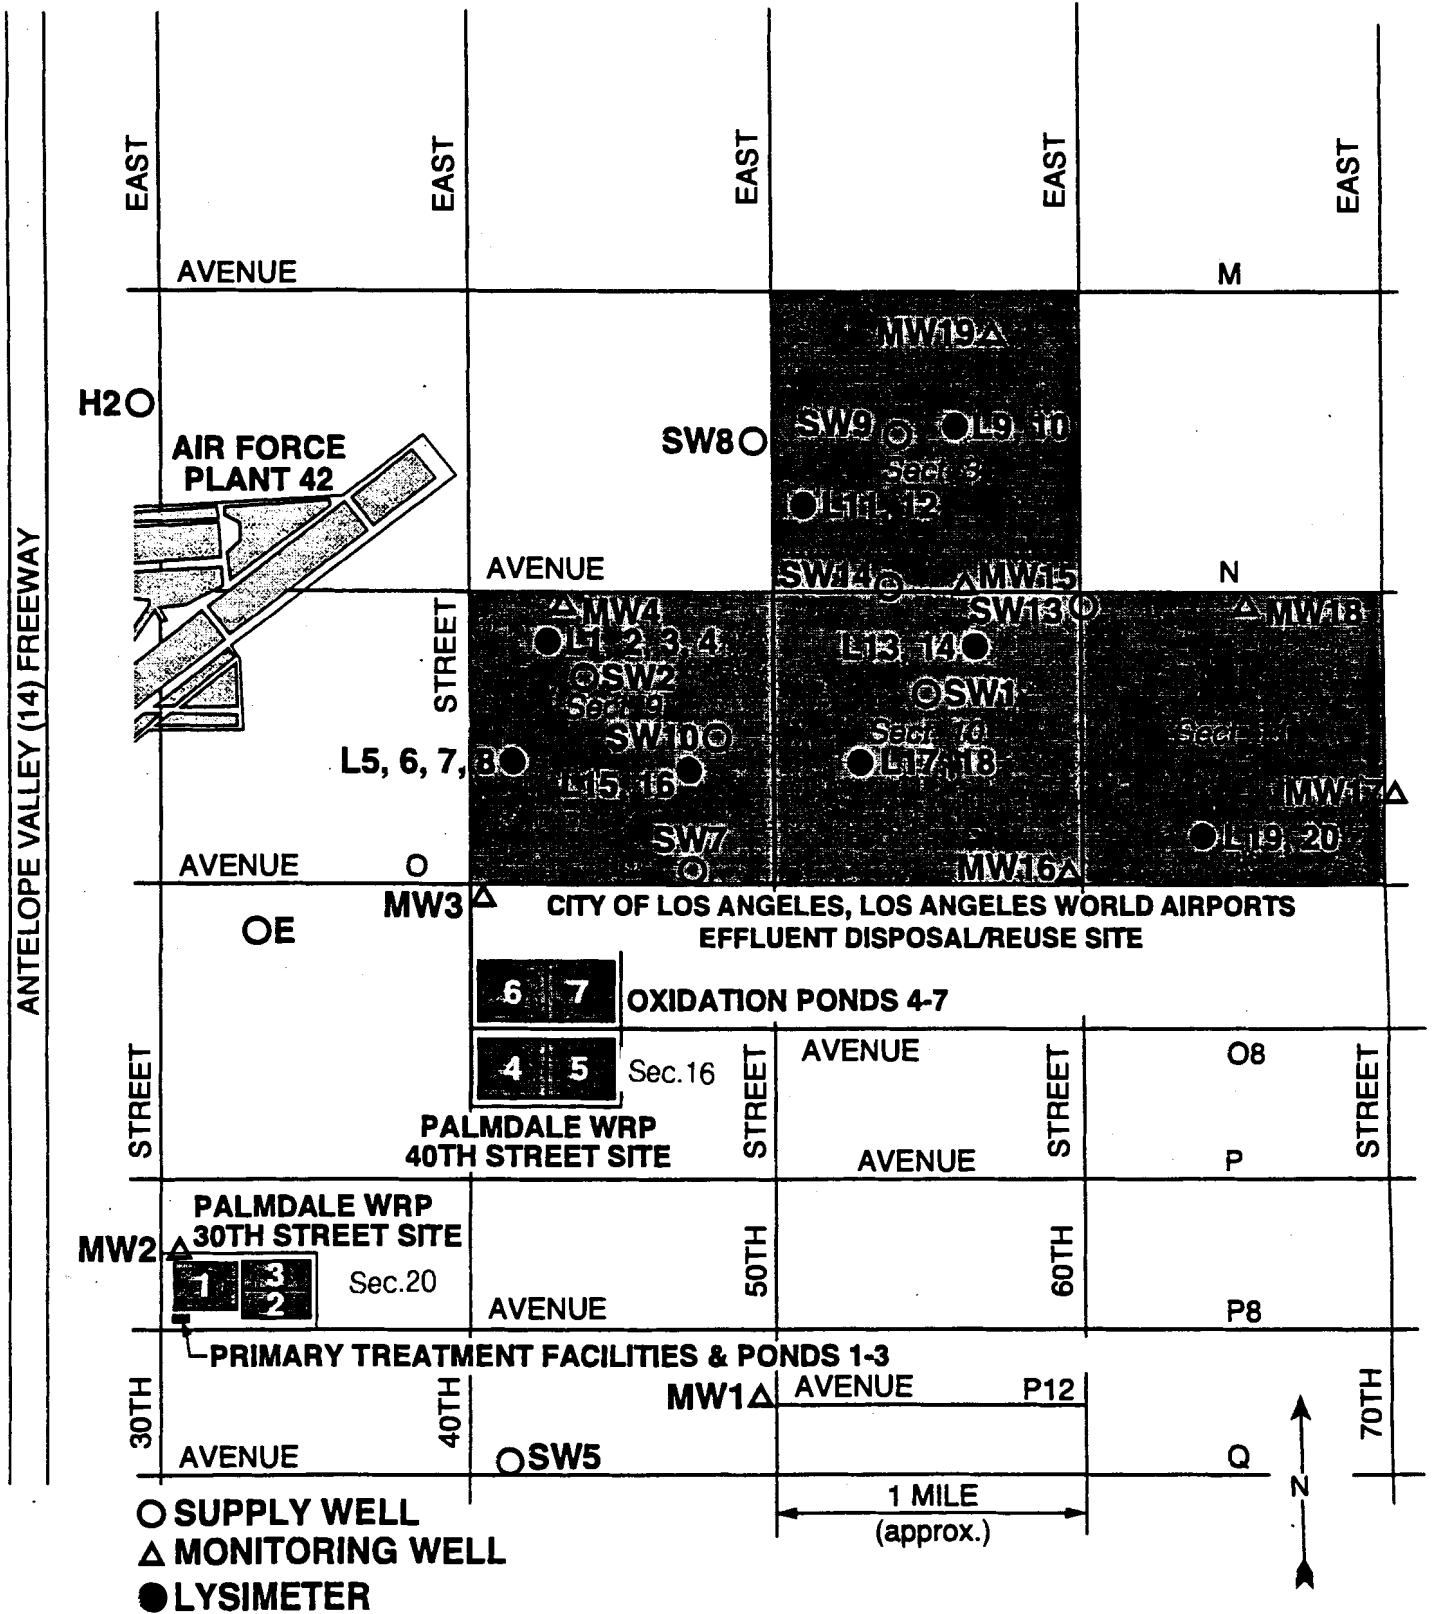 EAST
EAST
EAST
EAST
EAST
AVENUE
M
MW19
H2
SW8
SW9
L9, 10
AIR FORCE
PLANT 42
L11, 12
AVENUE
N
SW14
MW15
SW13
MW18
MW4
STREET
L1, 2, 3, 4
L13, 14
SW2
SW1
Sect. 9
SW10
Sect. 10
L5, 6, 7, 8
L15, 16
L17, 18
MW17
SW7
L19, 20
MW16
AVENUE
O
ANTELOPE VALLEY (14) FREEWAY
MW3
CITY OF LOS ANGELES, LOS ANGELES WORLD AIRPORTS
EFFLUENT DISPOSAL/REUSE SITE
E
6
7
OXIDATION PONDS 4-7
AVENUE
O8
4
5
Sec.16
STREET
STREET
STREET
STREET
PALMDALE WRP
40TH STREET SITE
AVENUE
P
PALMDALE WRP
30TH STREET SITE
MW2
1
3
2
Sec.20
50TH
60TH
AVENUE
P8
PRIMARY TREATMENT FACILITIES & PONDS 1-3
MW1
AVENUE
P12
30TH
40TH
70TH
AVENUE
SW5
Q
N
1 MILE
(approx.)
SUPPLY WELL
MONITORING WELL
LYSIMETER